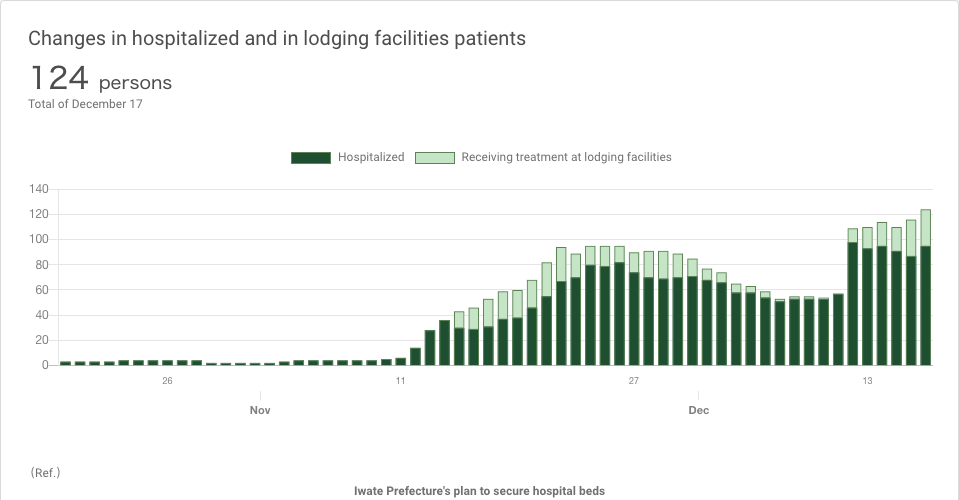 Changes in hospitalized and in lodging facilities patients
124 persons
Total of December 17
Hospitalized Receiving treatment at lodging facilities
140
120
100
80
60
40
20
0
26 11 27 13
Nov Dec
(Ref.)
Iwate Prefecture's plan to secure hospital beds